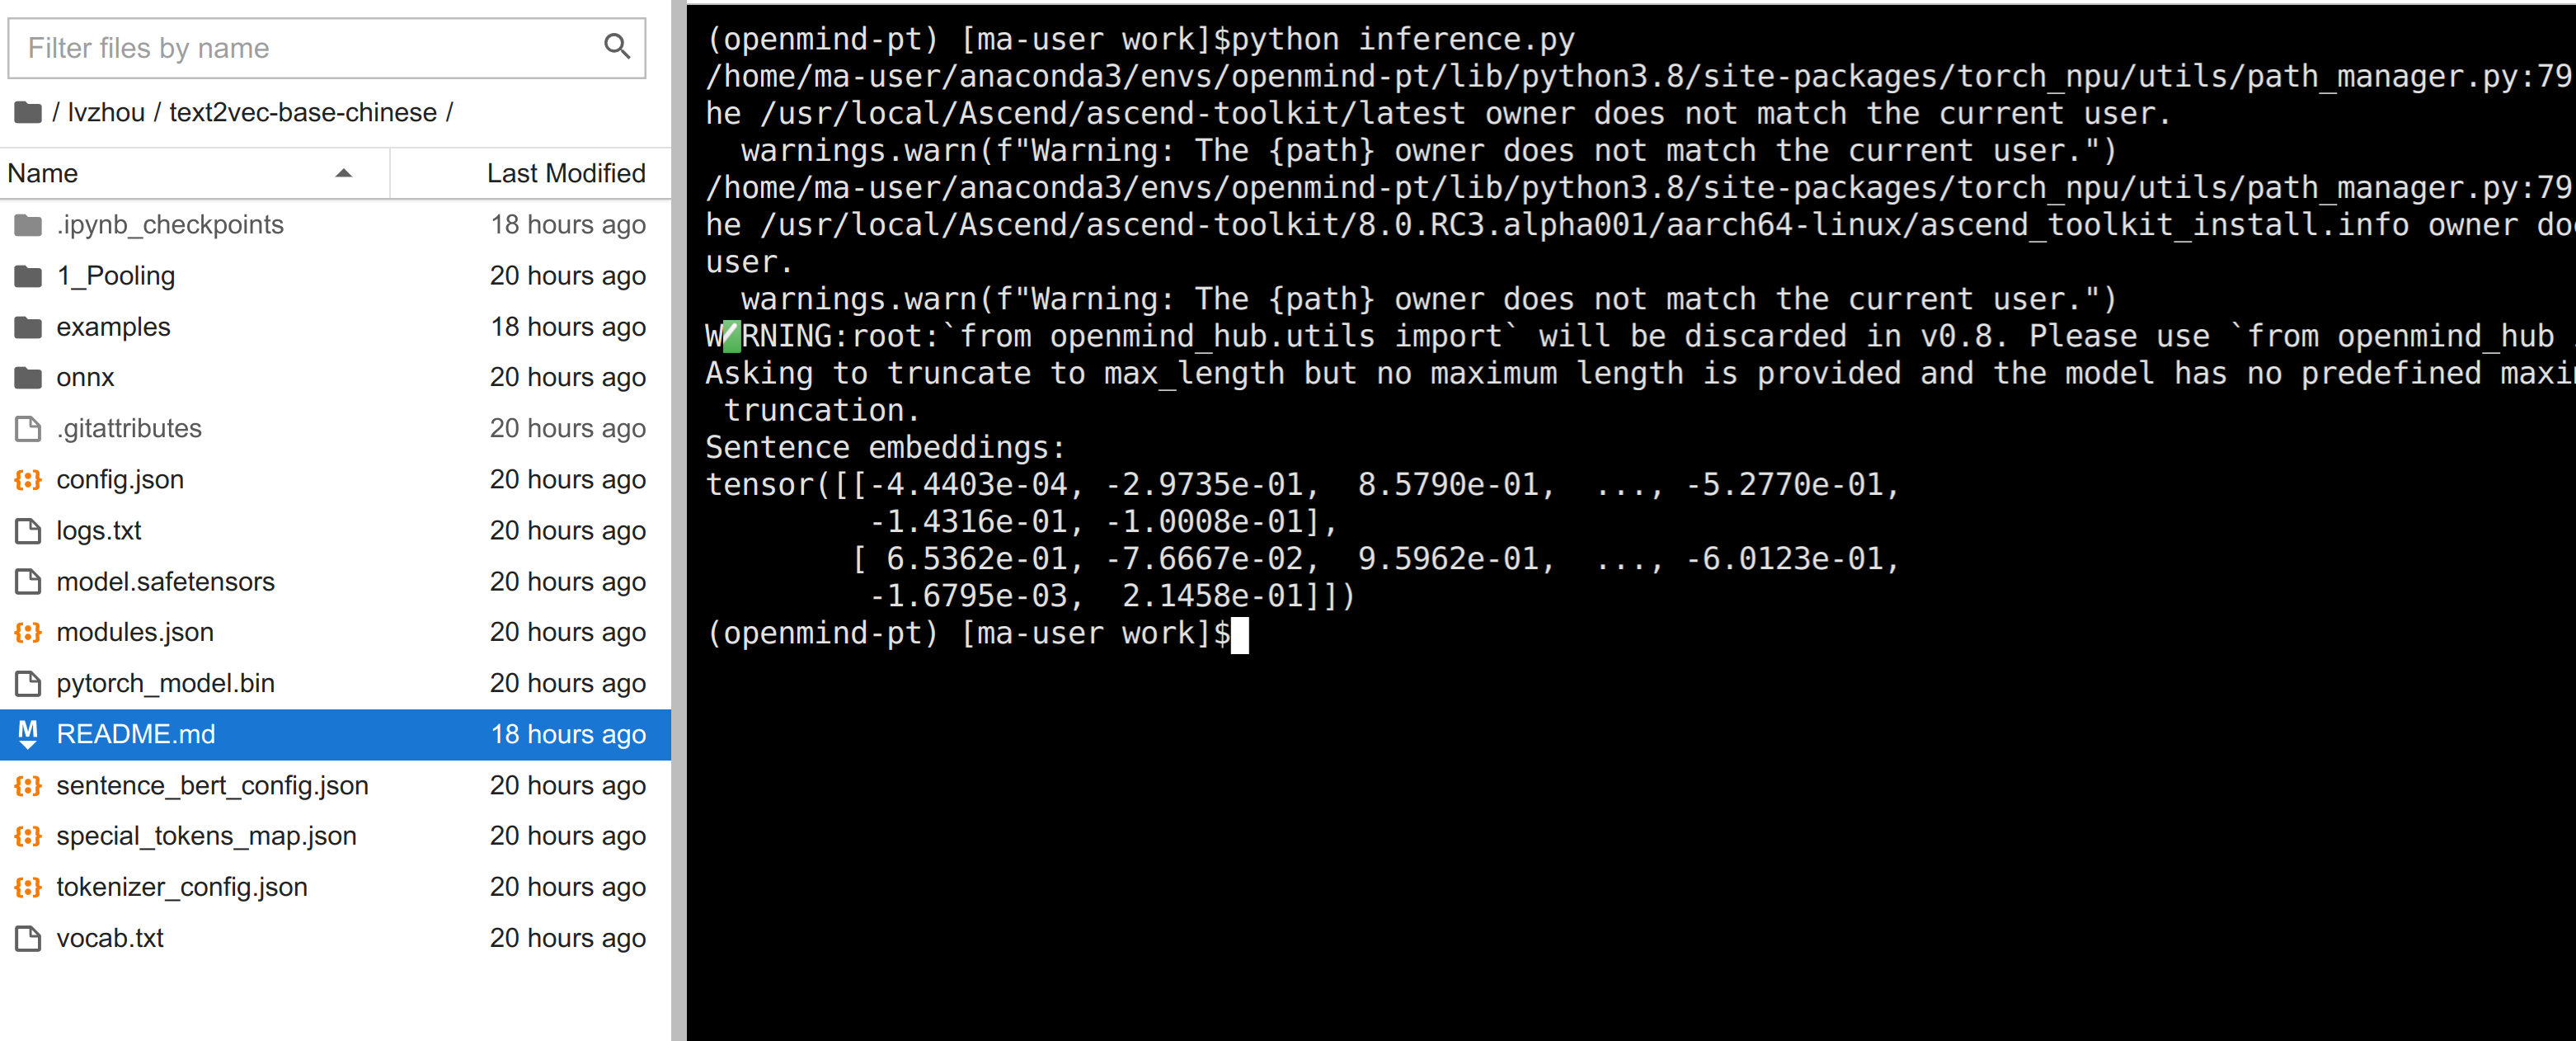 Filter files by name
/ lvzhou / text2vec-base-chinese /
Name Last Modified
.ipynb_checkpoints 18 hours ago
1_Pooling 20 hours ago
examples 18 hours ago
onnx 20 hours ago
.gitattributes 20 hours ago
config.json 20 hours ago
logs.txt 20 hours ago
model.safetensors 20 hours ago
modules.json 20 hours ago
pytorch_model.bin 20 hours ago
README.md 18 hours ago
sentence_bert_config.json 20 hours ago
special_tokens_map.json 20 hours ago
tokenizer_config.json 20 hours ago
vocab.txt 20 hours ago
(openmind-pt) [ma-user work]$python inference.py
/home/ma-user/anaconda3/envs/openmind-pt/lib/python3.8/site-packages/torch_npu/utils/path_manager.py:79
he /usr/local/Ascend/ascend-toolkit/latest owner does not match the current user.
warnings.warn(f"Warning: The {path} owner does not match the current user.")
/home/ma-user/anaconda3/envs/openmind-pt/lib/python3.8/site-packages/torch_npu/utils/path_manager.py:79
he /usr/local/Ascend/ascend-toolkit/8.0.RC3.alpha001/aarch64-linux/ascend_toolkit_install.info owner
user.
warnings.warn(f"Warning: The {path} owner does not match the current user.")
W RNING:root:`from openmind_hub.utils import` will be discarded in v0.8. Please use `from openmind_hub
Asking to truncate to max_length but no maximum length is provided and the model has no predefined
truncation.
Sentence embeddings:
tensor([[-4.4403e-04, -2.9735e-01,  8.5790e-01,  ..., -5.2770e-01,
-1.4316e-01, -1.0008e-01],
[ 6.5362e-01, -7.6667e-02,  9.5962e-01,  ..., -6.0123e-01,
-1.6795e-03,  2.1458e-01]])
(openmind-pt) [ma-user work]$